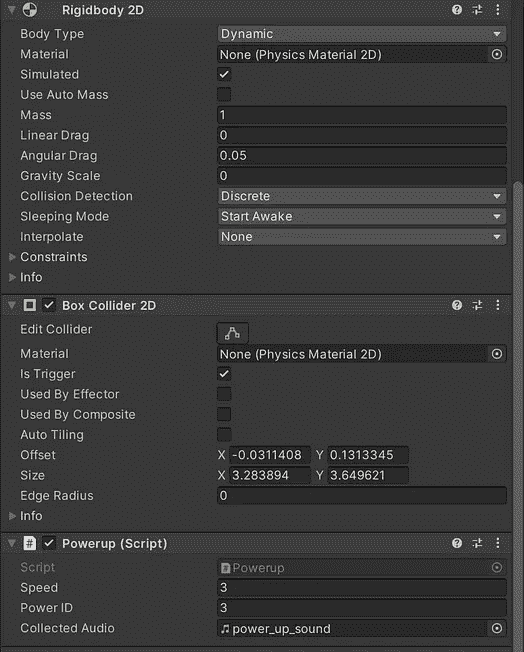 Rigidbody 2D
Body Type Dynamic
Material None (Physics Material 2D)
Simulated
Use Auto Mass
Mass 1
Linear Drag 0
Angular Drag 0.05
Gravity Scale 0
Collision Detection Discrete
Sleeping Mode Start Awake
Interpolate None
Constraints
Info
Box Collider 2D
Edit Collider
Material None (Physics Material 2D)
Is Trigger
Used By Effector
Used By Composite
Auto Tiling
Offset X -0.0311408 Y 0.1313345
Size X 3.283894 Y 3.649621
Edge Radius 0
Info
# Powerup (Script)
Script Powerup
Speed 3
Power ID 3
Collected Audio power_up_sound